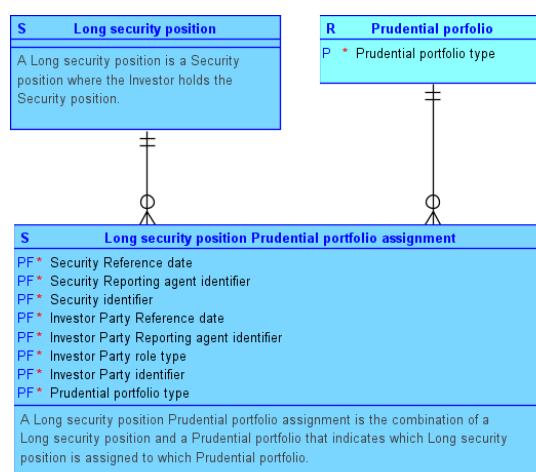 S Long security position
A Long security position is a Security
position where the Investor holds the
Security position.
R Prudential porfolio
P * Prudential portfolio type
S Long security position Prudential portfolio assignment
PF * Security Reference date
PF * Security Reporting agent identifier
PF * Security identifier
PF * Investor Party Reference date
PF * Investor Party Reporting agent identifier
PF * Investor Party role type
PF * Investor Party identifier
PF * Prudential portfolio type
A Long security position Prudential portfolio assignment is the combination of a
Long security position and a Prudential portfolio that indicates which Long security
position is assigned to which Prudential portfolio.